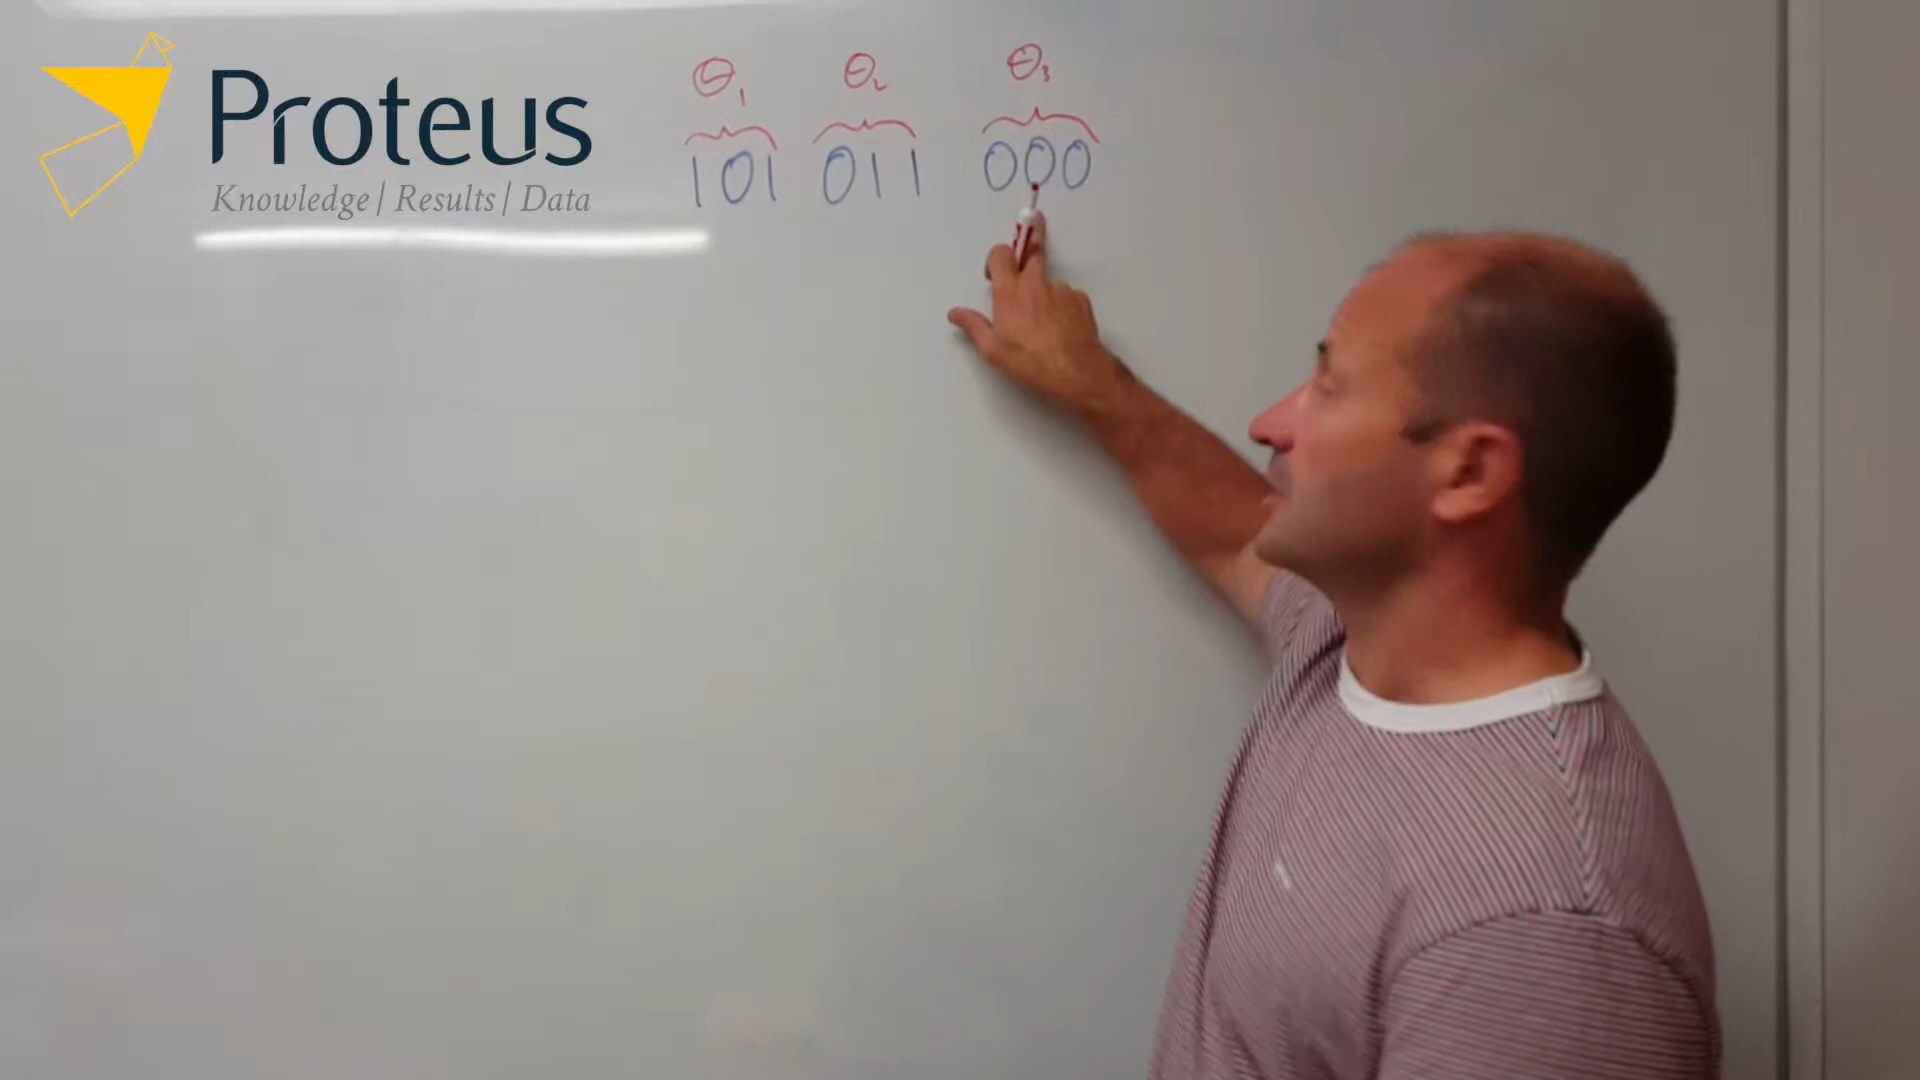 Proteus
Knowledge | Results | Data
θ₁ θ₂ θ₃
101 011 000